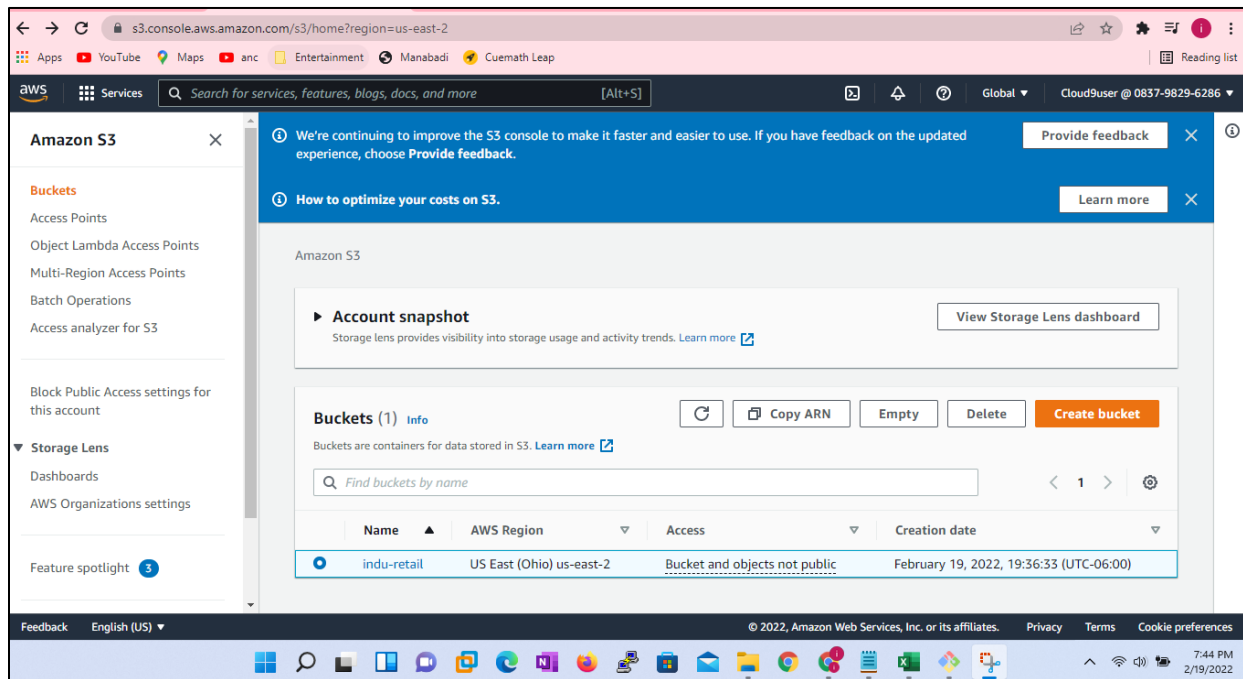 s3.console.aws.amazon.com/s3/home?region=us-east-2
i
Apps YouTube Maps anc Entertainment Manabadi Cuemath Leap Reading list
aws Services Search for services, features, blogs, docs, and more [Alt+S] Global ▼ Cloud9user @ 0837-9829-6286 ▼
Amazon S3
Buckets
Access Points
Object Lambda Access Points
Multi-Region Access Points
Batch Operations
Access analyzer for S3
Block Public Access settings for
this account
Storage Lens
Dashboards
AWS Organizations settings
Feature spotlight 3
We're continuing to improve the S3 console to make it faster and easier to use. If you have feedback on the updated
experience, choose Provide feedback.
Provide feedback
How to optimize your costs on S3.
Learn more
Amazon S3
Account snapshot
Storage lens provides visibility into storage usage and activity trends. Learn more
View Storage Lens dashboard
Buckets (1) Info
Copy ARN Empty Delete Create bucket
Buckets are containers for data stored in S3. Learn more
Find buckets by name
1
Name AWS Region Access Creation date
indu-retail US East (Ohio) us-east-2 Bucket and objects not public February 19, 2022, 19:36:33 (UTC-06:00)
Feedback English (US) ▼ © 2022, Amazon Web Services, Inc. or its affiliates. Privacy Terms Cookie preferences
7:44 PM
2/19/2022